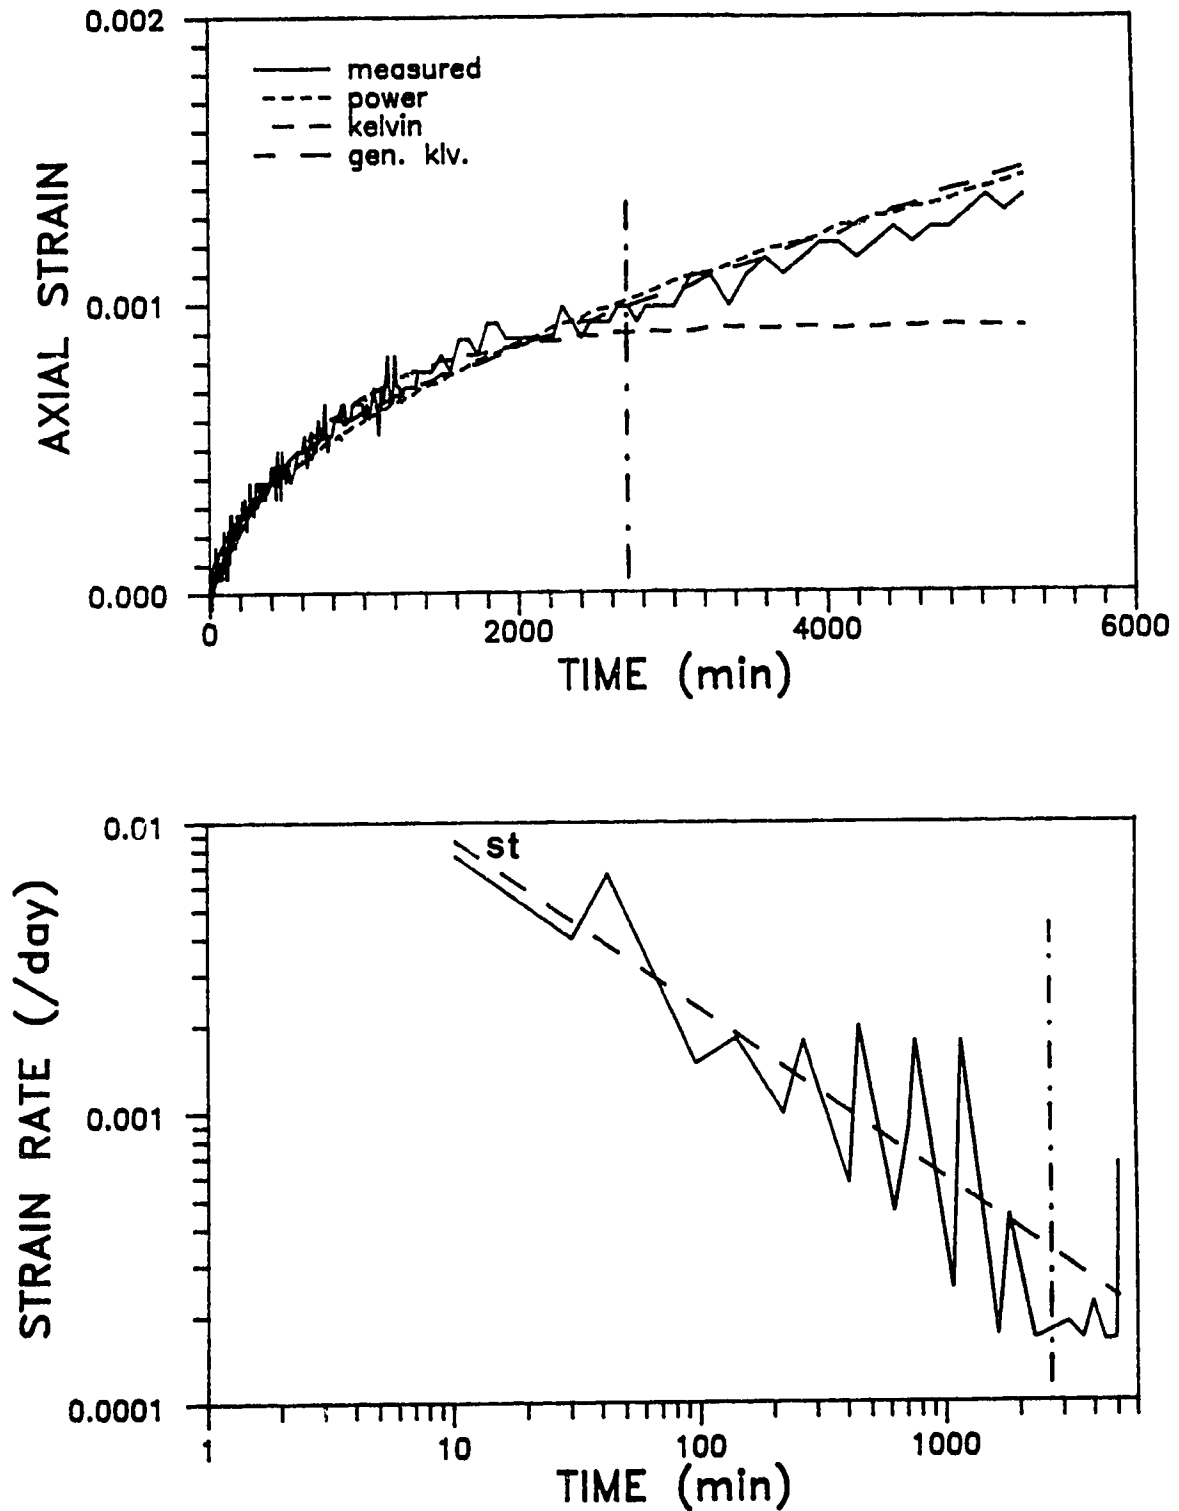 0.002
measured
power
kelvin
gen. klv.
AXIAL STRAIN
0.001
0.000
0
2000
4000
6000
TIME (min)
0.01
st
STRAIN RATE (/day)
0.001
0.0001
1
10
100
1000
TIME (min)